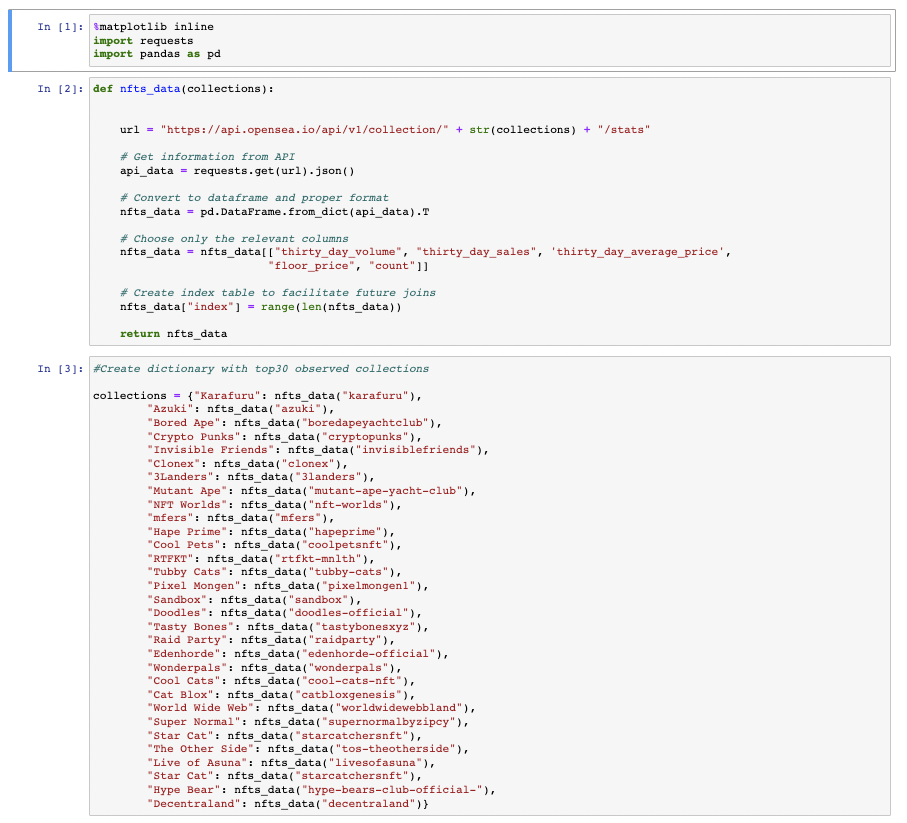 In [1]: %matplotlib inline
import requests
import pandas as pd
In [2]: def nfts_data(collections):
url = "https://api.opensea.io/api/v1/collection/" + str(collections) + "/stats"
# Get information from API
api_data = requests.get(url).json()
# Convert to dataframe and proper format
nfts_data = pd.DataFrame.from_dict(api_data).T
# Choose only the relevant columns
nfts_data = nfts_data[["thirty_day_volume", "thirty_day_sales", 'thirty_day_average_price',
"floor_price", "count"]]
# Create index table to facilitate future joins
nfts_data["index"] = range(len(nfts_data))
return nfts_data
In [3]: #Create dictionary with top30 observed collections
collections = {"Karafuru": nfts_data("karafuru"),
"Azuki": nfts_data("azuki"),
"Bored Ape": nfts_data("boredapeyachtclub"),
"Crypto Punks": nfts_data("cryptopunks"),
"Invisible Friends": nfts_data("invisiblefriends"),
"Clonex": nfts_data("clonex"),
"3Landers": nfts_data("3landers"),
"Mutant Ape": nfts_data("mutant-ape-yacht-club"),
"NFT Worlds": nfts_data("nft-worlds"),
"mfers": nfts_data("mfers"),
"Hape Prime": nfts_data("hapeprime"),
"Cool Pets": nfts_data("coolpetsnft"),
"RTFKT": nfts_data("rtfkt-mnlth"),
"Tubby Cats": nfts_data("tubby-cats"),
"Pixel Mongen": nfts_data("pixelmongen1"),
"Sandbox": nfts_data("sandbox"),
"Doodles": nfts_data("doodles-official"),
"Tasty Bones": nfts_data("tastybonesxyz"),
"Raid Party": nfts_data("raidparty"),
"Edenhorde": nfts_data("edenhorde-official"),
"Wonderpals": nfts_data("wonderpals"),
"Cool Cats": nfts_data("cool-cats-nft"),
"Cat Blox": nfts_data("catbloxgenesis"),
"World Wide Web": nfts_data("worldwidewebbland"),
"Super Normal": nfts_data("supernormalbyzipcy"),
"Star Cat": nfts_data("starcatchersnft"),
"The Other Side": nfts_data("tos-theotherside"),
"Live of Asuna": nfts_data("livesofasuna"),
"Star Cat": nfts_data("starcatchersnft"),
"Hype Bear": nfts_data("hype-bears-club-official-"),
"Decentraland": nfts_data("decentraland")}